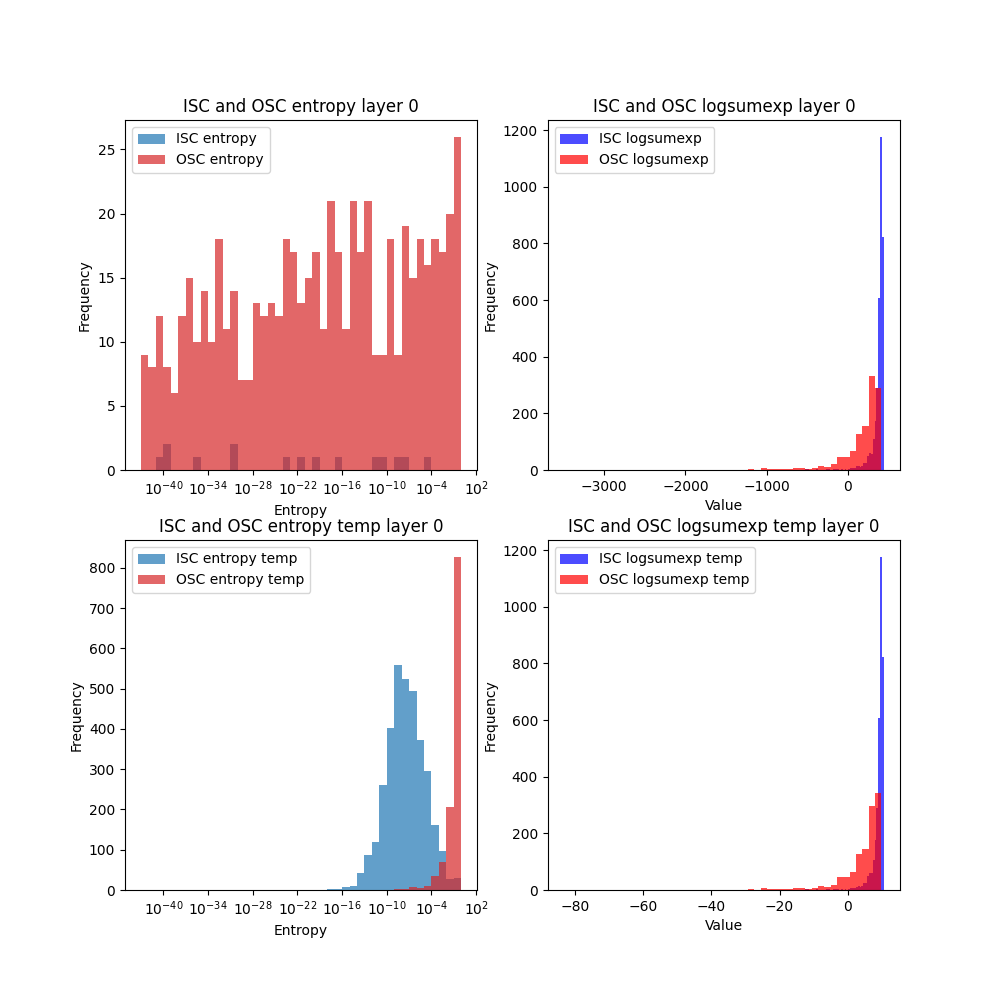 ISC and OSC entropy layer 0
ISC entropy
OSC entropy
Frequency
25
20
15
10
5
0
10⁻⁴⁰ 10⁻³⁴ 10⁻²⁸ 10⁻²² 10⁻¹⁶ 10⁻¹⁰ 10⁻⁴ 10²
Entropy
ISC and OSC logsumexp layer 0
ISC logsumexp
OSC logsumexp
Frequency
1200
1000
800
600
400
200
0
−3000 −2000 −1000 0
Value
ISC and OSC entropy temp layer 0
ISC entropy temp
OSC entropy temp
Frequency
800
700
600
500
400
300
200
100
0
10⁻⁴⁰ 10⁻³⁴ 10⁻²⁸ 10⁻²² 10⁻¹⁶ 10⁻¹⁰ 10⁻⁴ 10²
Entropy
ISC and OSC logsumexp temp layer 0
ISC logsumexp temp
OSC logsumexp temp
Frequency
1200
1000
800
600
400
200
0
−80 −60 −40 −20 0
Value